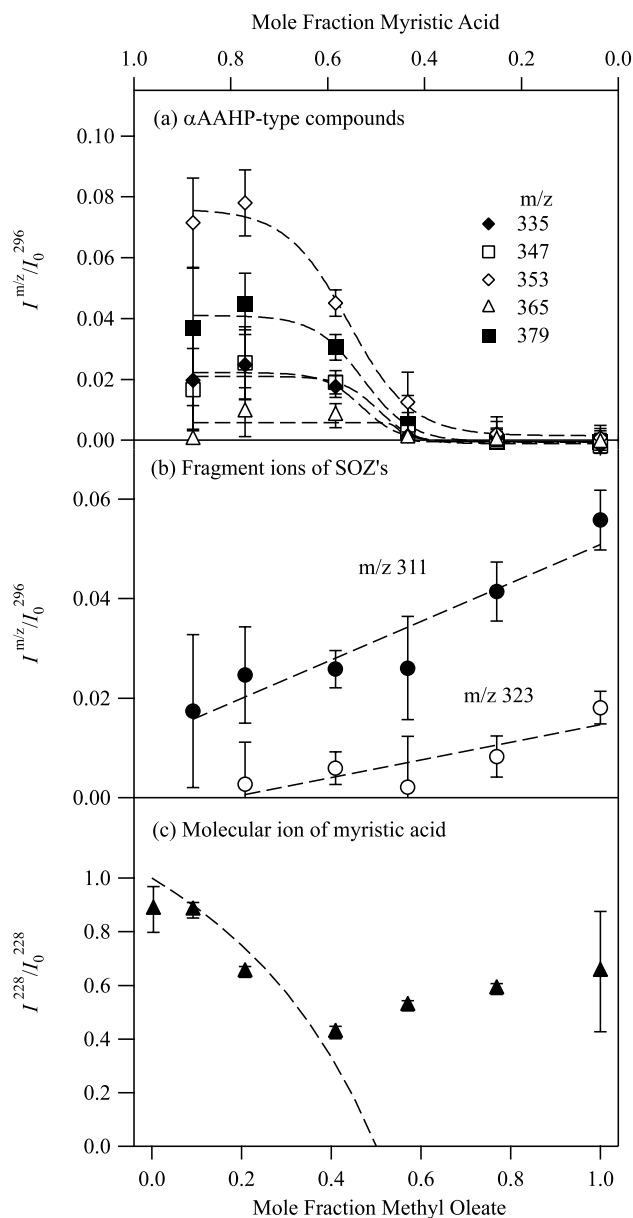 Mole Fraction Myristic Acid
1.0 0.8 0.6 0.4 0.2 0.0
(a) αAAHP-type compounds
0.10
0.08
0.06
0.04
0.02
0.00
I^m/z/I₀^296
m/z
335
347
353
365
379
(b) Fragment ions of SOZ's
0.06
0.04
0.02
0.00
I^m/z/I₀^296
m/z 311
m/z 323
(c) Molecular ion of myristic acid
1.0
0.8
0.6
0.4
0.2
0.0
I^228/I₀^228
0.0 0.2 0.4 0.6 0.8 1.0
Mole Fraction Methyl Oleate